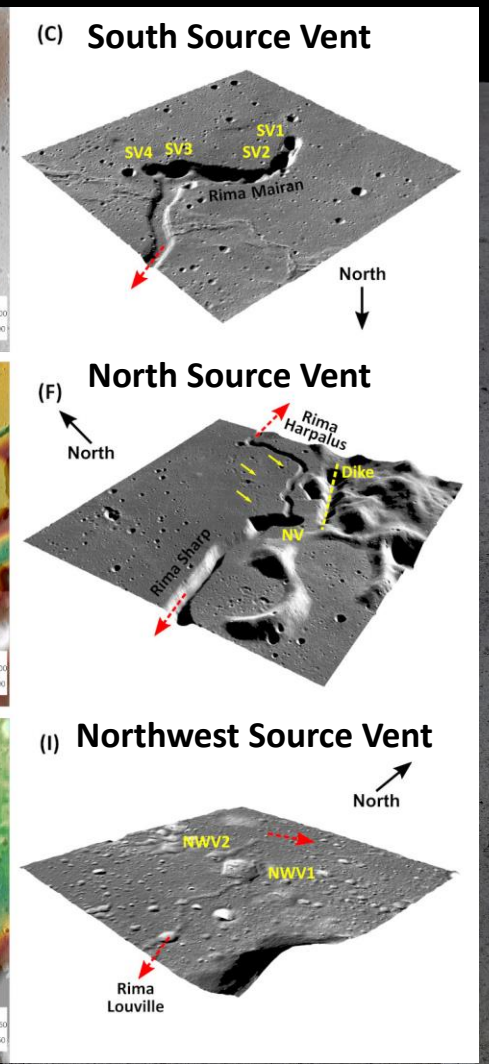 (C) South Source Vent
SV1
SV4 SV3 SV2
Rima Mairan
North
North Source Vent
(F)
North
Rima
Harpalus
Dike
NV
Rima Sharp
(I) Northwest Source Vent
North
NWV2
NWV1
Rima
Louville